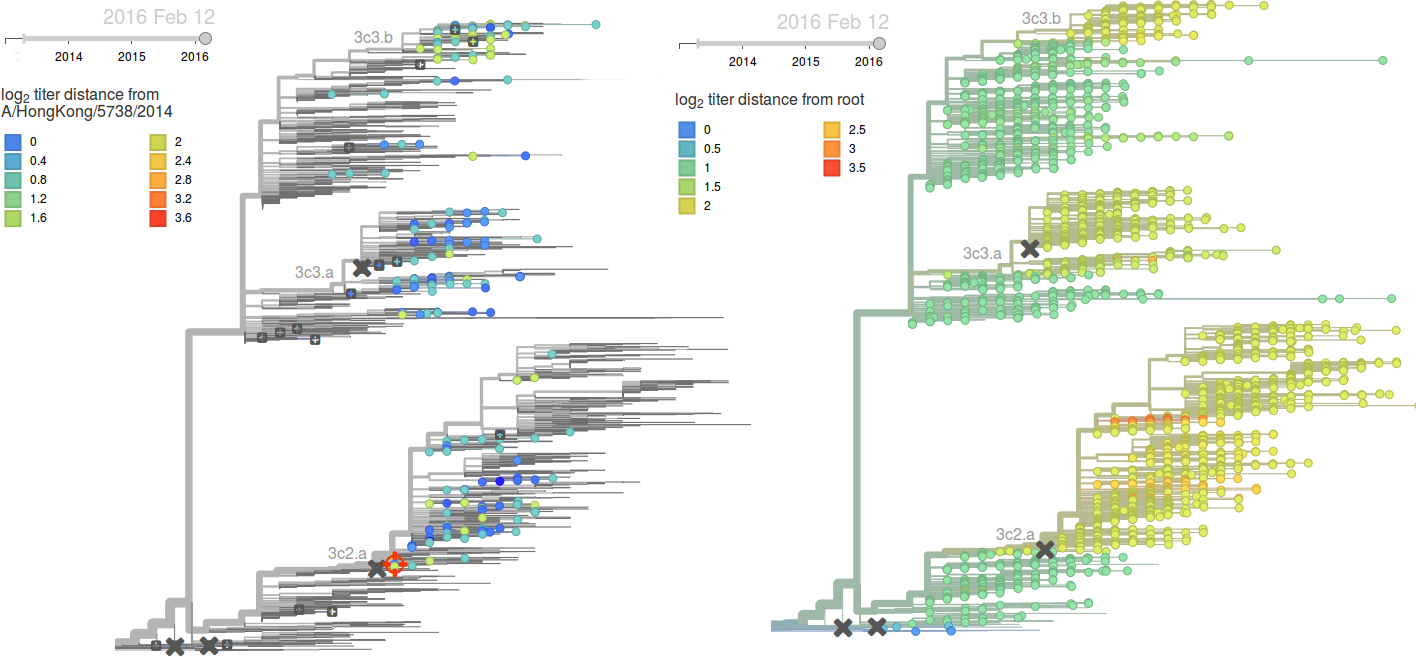 2016 Feb 12
2014 2015 2016
log2 titer distance from
A/HongKong/5738/2014
0 2
0.4 2.4
0.8 2.8
1.2 3.2
1.6 3.6
3c3.b
3c3.a
3c2.a
2016 Feb 12
2014 2015 2016
log2 titer distance from root
0 2.5
0.5 3
1 3.5
1.5
2
3c3.b
3c3.a
3c2.a